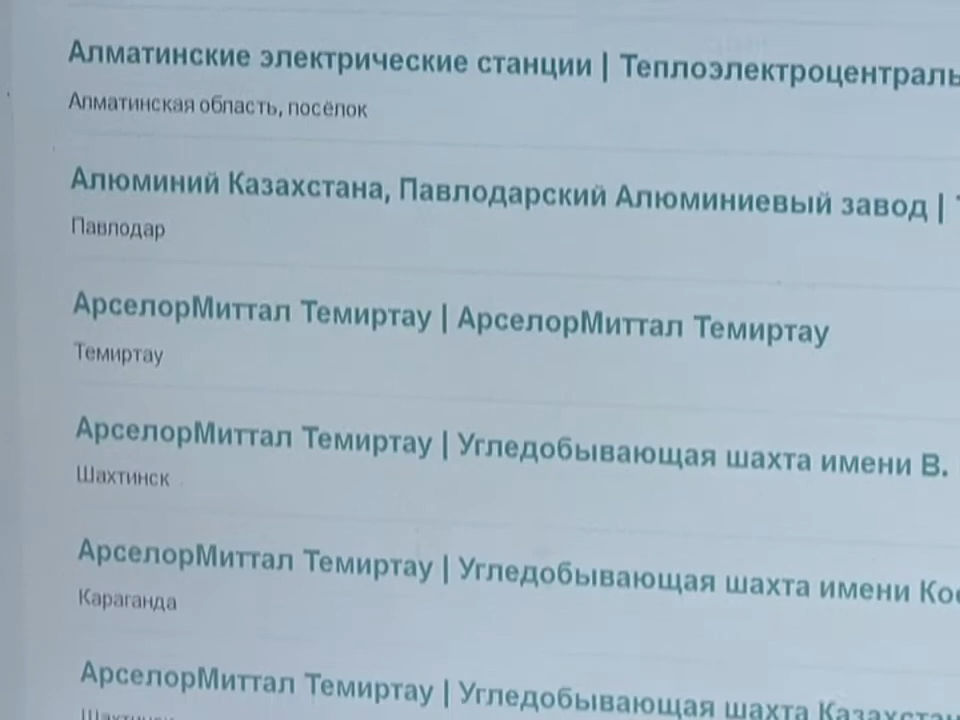 Алматинские электрические станции | Теплоэлектроцентраль
Алматинская область, посёлок
Алюминий Казахстана, Павлодарский Алюминиевый завод |
Павлодар
АрселорМиттал Темиртау | АрселорМиттал Темиртау
Темиртау
АрселорМиттал Темиртау | Угледобывающая шахта имени В.
Шахтинск
АрселорМиттал Темиртау | Угледобывающая шахта имени
Караганда
АрселорМиттал Темиртау | Угледобывающая шахта